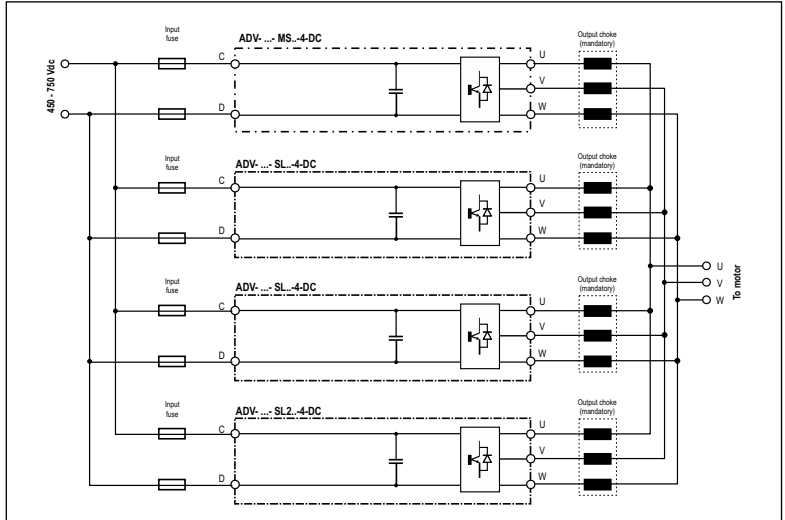 450 - 750 Vdc
Input
fuse
ADV- ...- MS..-4-DC
Output choke
(mandatory)
C
D
U
V
W
Input
fuse
ADV- ...- SL..-4-DC
Output choke
(mandatory)
C
D
U
V
W
Input
fuse
ADV- ...- SL..-4-DC
Output choke
(mandatory)
C
D
U
V
W
Input
fuse
ADV- ...- SL2..-4-DC
Output choke
(mandatory)
C
D
U
V
W
U
V
W
To motor